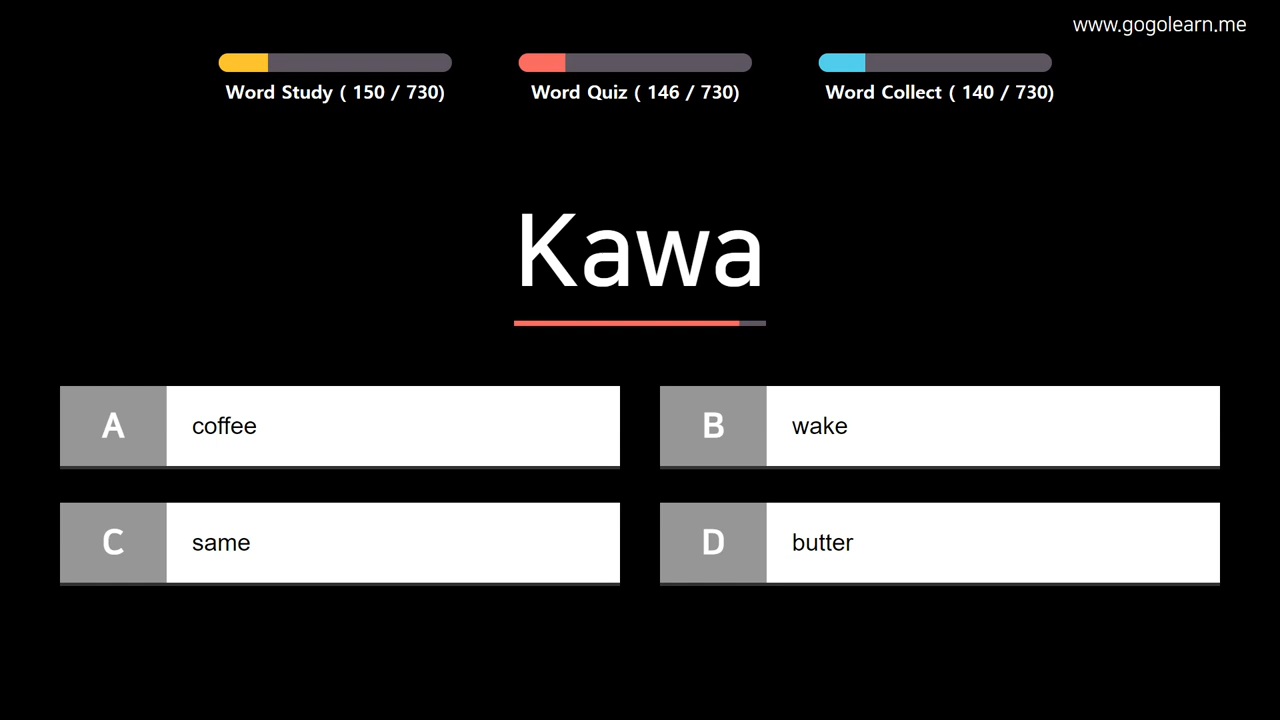 www.gogolearn.me
Word Study ( 150 / 730)
Word Quiz ( 146 / 730)
Word Collect ( 140 / 730)
Kawa
A coffee
B wake
C same
D butter